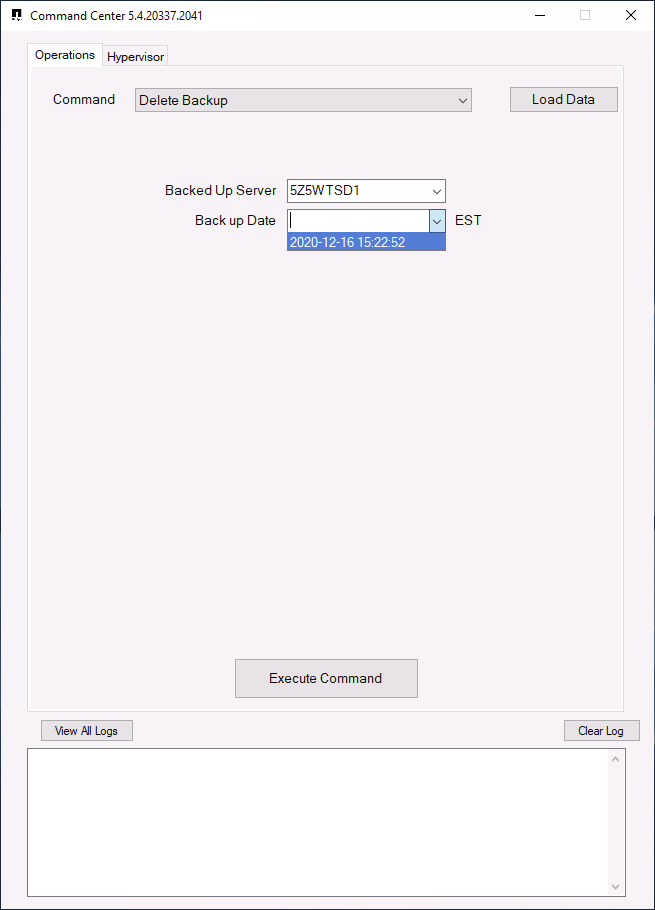 Command Center 5.4.20337.2041
Operations Hypervisor
Command Delete Backup Load Data
Backed Up Server 5Z5WTSD1
Back up Date EST
2020-12-16 15:22:52
Execute Command
View All Logs Clear Log